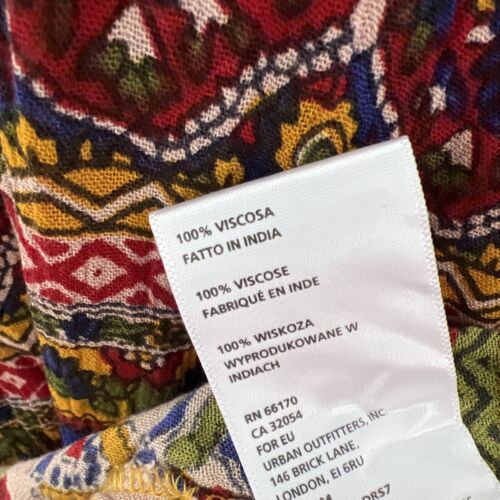 100% VISCOSA
FATTO IN INDIA
100% VISCOSE
FABRIQUÉ EN INDE
100% WISKOZA
WYPRODUKOWANE W
INDIACH
RN 66170
CA 32054
FOR EU
URBAN OUTFITTERS, INC
146 BRICK LANE,
LONDON, E1 6RU